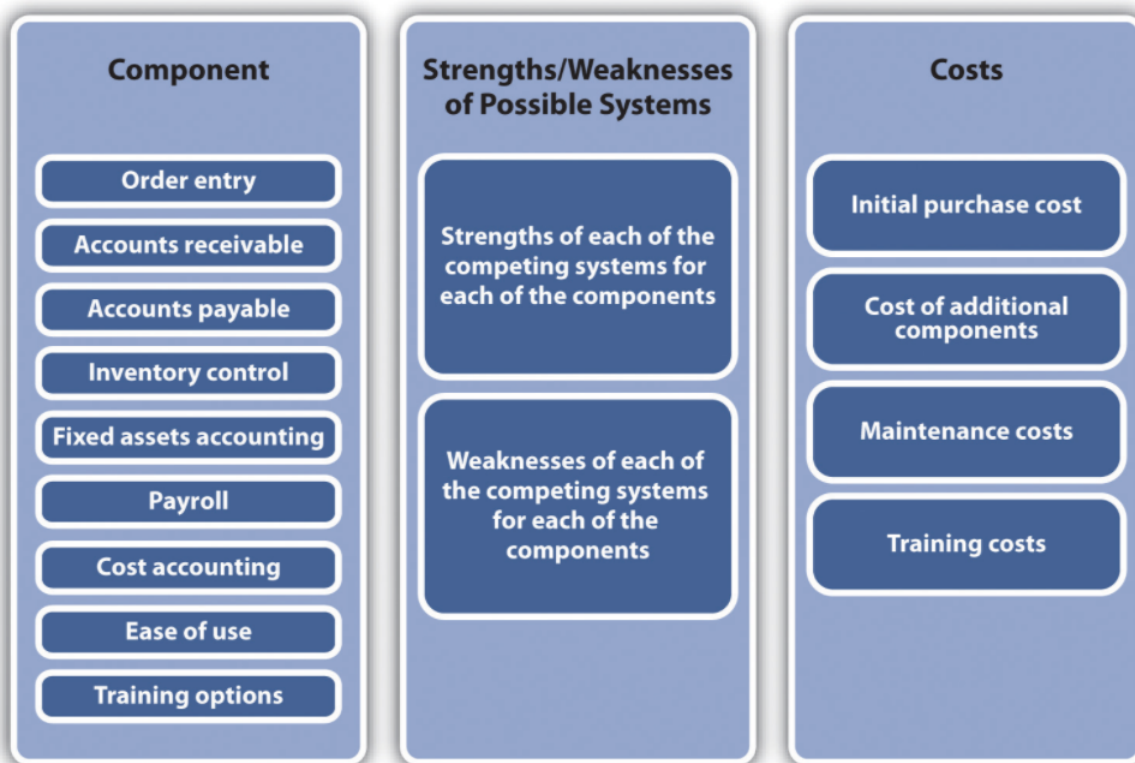 Component
Order entry
Accounts receivable
Accounts payable
Inventory control
Fixed assets accounting
Payroll
Cost accounting
Ease of use
Training options
Strengths/Weaknesses
of Possible Systems
Strengths of each of the
competing systems for
each of the components
Weaknesses of each of
the competing systems
for each of the
components
Costs
Initial purchase cost
Cost of additional
components
Maintenance costs
Training costs